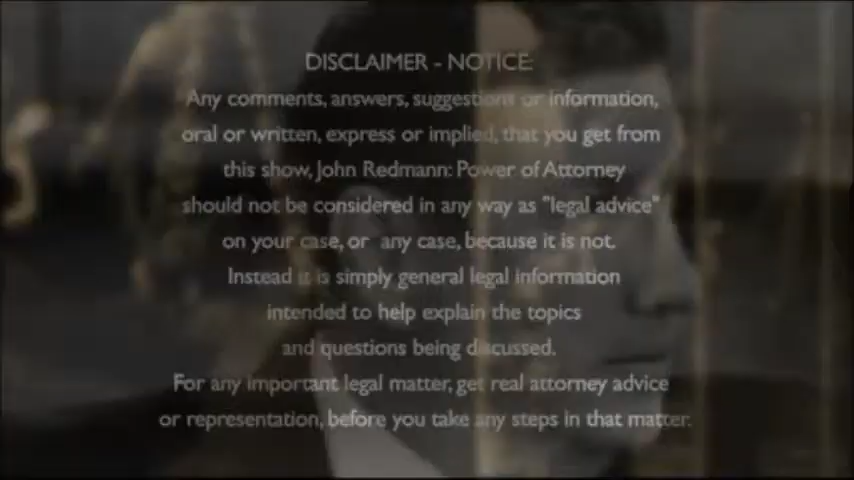 DISCLAIMER - NOTICE:
Any comments, answers, suggestions or information,
oral or written, express or implied, that you get from
this show, John Redmann: Power of Attorney
should not be considered in any way as "legal advice"
on your case, or any case, because it is not.
Instead it is simply general legal information
intended to help explain the topics
and questions being discussed.
For any important legal matter, get real attorney advice
or representation, before you take any steps in that matter.